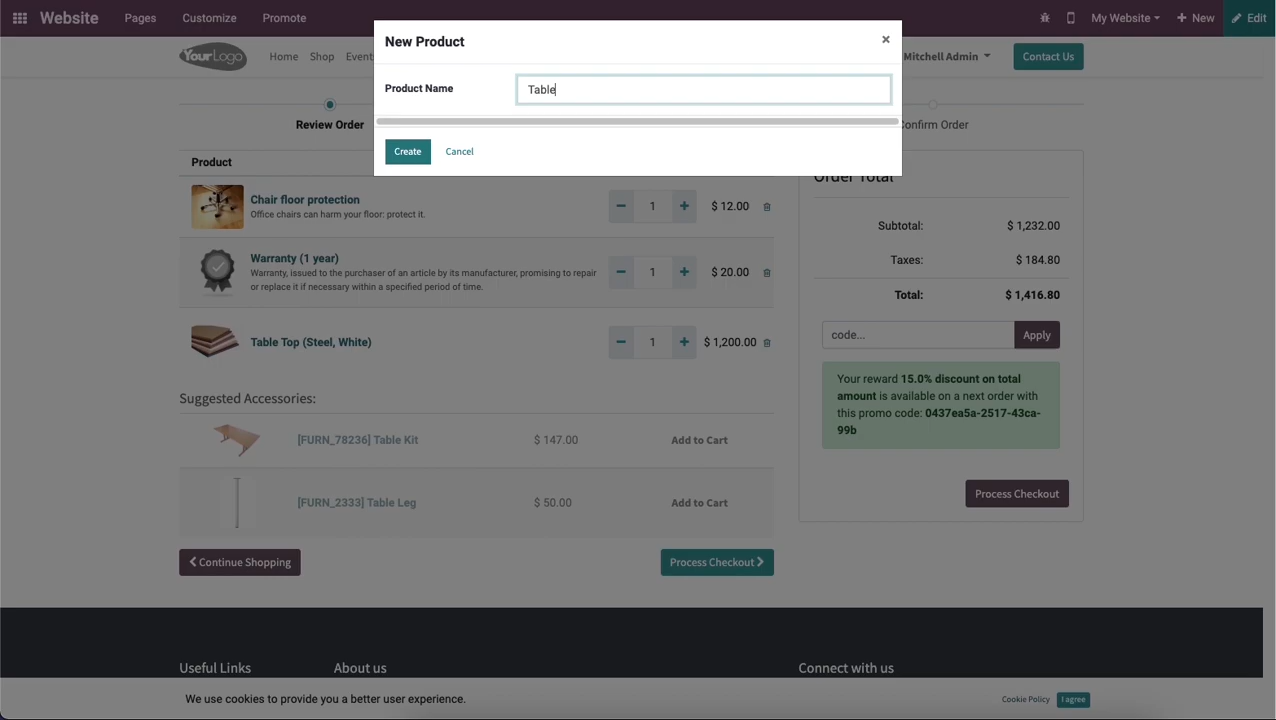 Website Pages Customize Promote My Website + New Edit
YourLogo Home Shop Event Mitchell Admin Contact Us
New Product ×
Product Name Table
Create Cancel
Review Order Confirm Order
Product
Chair floor protection
Office chairs can harm your floor: protect it.
− 1 + $ 12.00
Warranty (1 year)
Warranty, issued to the purchaser of an article by its manufacturer, promising to repair
or replace it if necessary within a specified period of time.
− 1 + $ 20.00
Table Top (Steel, White) − 1 + $ 1,200.00
Suggested Accessories:
[FURN_78236] Table Kit $ 147.00 Add to Cart
[FURN_2333] Table Leg $ 50.00 Add to Cart
Continue Shopping Process Checkout
Order Total
Subtotal: $ 1,232.00
Taxes: $ 184.80
Total: $ 1,416.80
code... Apply
Your reward 15.0% discount on total
amount is available on a next order with
this promo code: 0437ea5a-2517-43ca-
99b
Process Checkout
Useful Links About us Connect with us
We use cookies to provide you a better user experience. Cookie Policy I agree